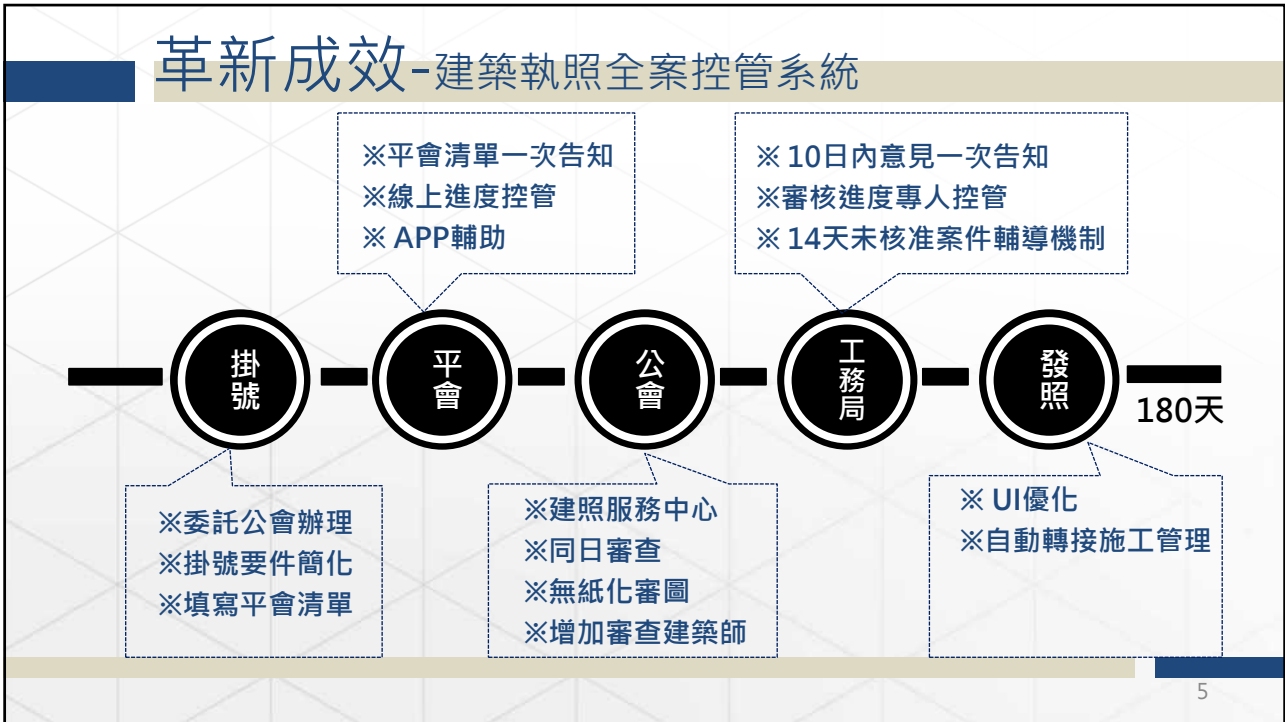 革新成效-建築執照全案控管系統
※平會清單一次告知
※線上進度控管
※ APP輔助
※ 10日內意見一次告知
※審核進度專人控管
※ 14天未核准案件輔導機制
掛號
平會
公會
工務局
發照
180天
※委託公會辦理
※掛號要件簡化
※填寫平會清單
※建照服務中心
※同日審查
※無紙化審圖
※增加審查建築師
※ UI優化
※自動轉接施工管理
5